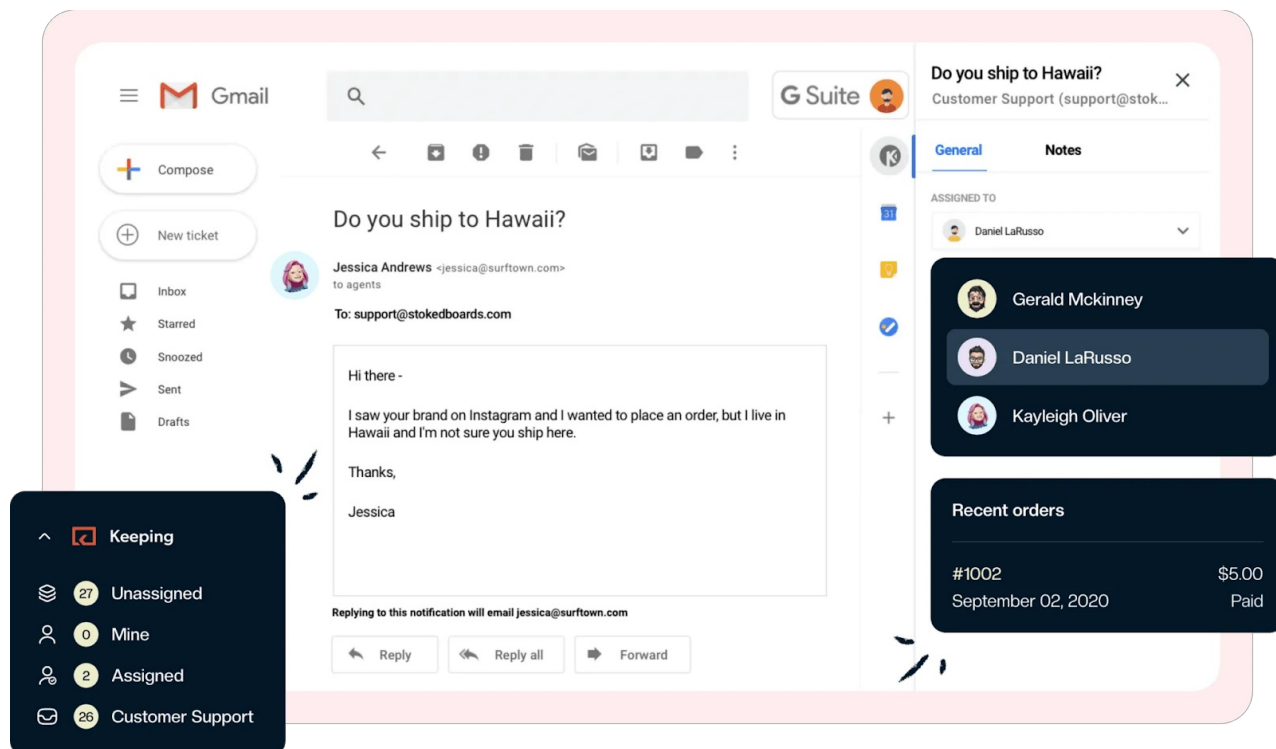 Gmail
G Suite
Compose
New ticket
Inbox
Starred
Snoozed
Sent
Drafts
Do you ship to Hawaii?
Jessica Andrews <jessica@surftown.com>
to agents
To: support@stokedboards.com
Hi there -
I saw your brand on Instagram and I wanted to place an order, but I live in
Hawaii and I'm not sure you ship here.
Thanks,
Jessica
Replying to this notification will email jessica@surftown.com
Reply
Reply all
Forward
31
Do you ship to Hawaii?
Customer Support (support@stok...
General
Notes
ASSIGNED TO
Daniel LaRusso
Gerald Mckinney
Daniel LaRusso
Kayleigh Oliver
Recent orders
#1002 $5.00
September 02, 2020 Paid
Keeping
27 Unassigned
0 Mine
2 Assigned
26 Customer Support